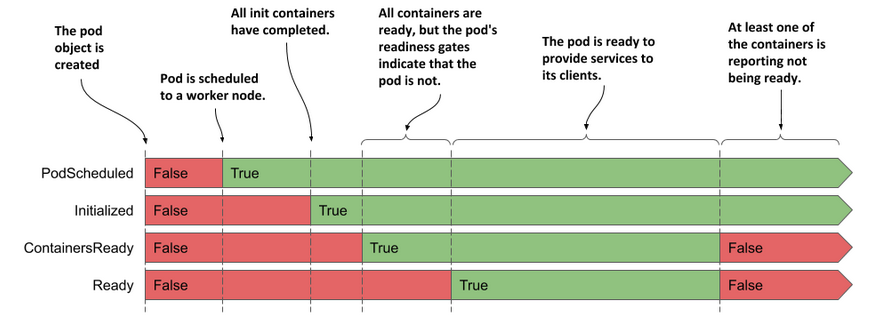 The pod
object is
created
Pod is scheduled
to a worker node.
All init containers
have completed.
All containers are
ready, but the pod's
readiness gates
indicate that the
pod is not.
The pod is ready to
provide services to
its clients.
At least one of
the containers is
reporting not
being ready.
PodScheduled False True
Initialized False True
ContainersReady False True False
Ready False True False